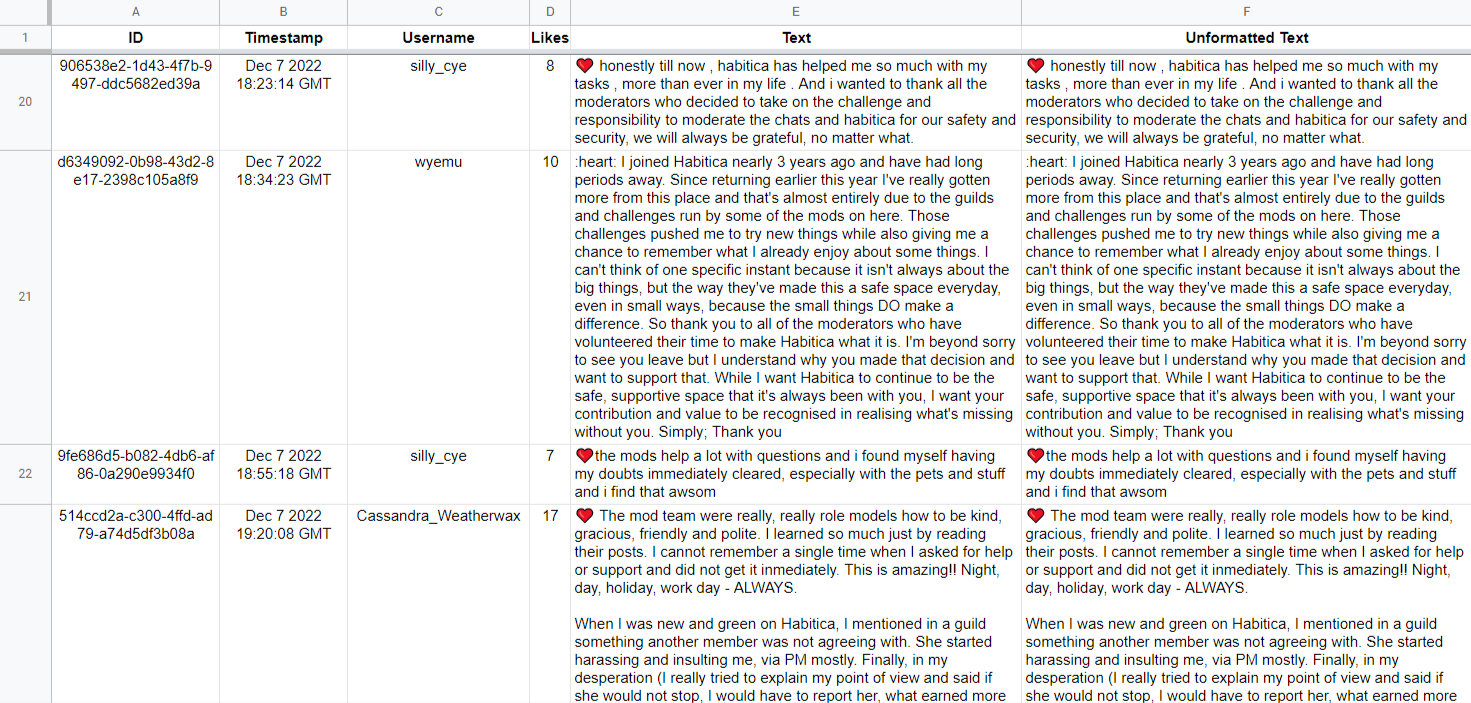 A B C D E F
1 ID Timestamp Username Likes Text Unformatted Text
20
906538e2-1d43-4f7b-9
497-ddc5682ed39a
Dec 7 2022
18:23:14 GMT
silly_cye
8
❤️ honestly till now , habitica has helped me so much with my
tasks , more than ever in my life . And i wanted to thank all the
moderators who decided to take on the challenge and
responsibility to moderate the chats and habitica for our safety and
security, we will always be grateful, no matter what.
❤️ honestly till now , habitica has helped me so much with my
tasks , more than ever in my life . And i wanted to thank all the
moderators who decided to take on the challenge and
responsibility to moderate the chats and habitica for our safety and
security, we will always be grateful, no matter what.
21
d6349092-0b98-43d2-8
e17-2398c105a8f9
Dec 7 2022
18:34:23 GMT
wyemu
10
:heart: I joined Habitica nearly 3 years ago and have had long
periods away. Since returning earlier this year I've really gotten
more from this place and that's almost entirely due to the guilds
and challenges run by some of the mods on here. Those
challenges pushed me to try new things while also giving me a
chance to remember what I already enjoy about some things. I
can't think of one specific instant because it isn't always about the
big things, but the way they've made this a safe space everyday,
even in small ways, because the small things DO make a
difference. So thank you to all of the moderators who have
volunteered their time to make Habitica what it is. I'm beyond sorry
to see you leave but I understand why you made that decision and
want to support that. While I want Habitica to continue to be the
safe, supportive space that it's always been with you, I want your
contribution and value to be recognised in realising what's missing
without you. Simply; Thank you
:heart: I joined Habitica nearly 3 years ago and have had long
periods away. Since returning earlier this year I've really gotten
more from this place and that's almost entirely due to the guilds
and challenges run by some of the mods on here. Those
challenges pushed me to try new things while also giving me a
chance to remember what I already enjoy about some things. I
can't think of one specific instant because it isn't always about the
big things, but the way they've made this a safe space everyday,
even in small ways, because the small things DO make a
difference. So thank you to all of the moderators who have
volunteered their time to make Habitica what it is. I'm beyond sorry
to see you leave but I understand why you made that decision and
want to support that. While I want Habitica to continue to be the
safe, supportive space that it's always been with you, I want your
contribution and value to be recognised in realising what's missing
without you. Simply; Thank you
22
9fe686d5-b082-4db6-af
86-0a290e9934f0
Dec 7 2022
18:55:18 GMT
silly_cye
7
❤️the mods help a lot with questions and i found myself having
my doubts immediately cleared, especially with the pets and stuff
and i find that awsom
❤️the mods help a lot with questions and i found myself having
my doubts immediately cleared, especially with the pets and stuff
and i find that awsom
514ccd2a-c300-4ffd-ad
79-a74d5df3b08a
Dec 7 2022
19:20:08 GMT
Cassandra_Weatherwax
17
❤️ The mod team were really, really role models how to be kind,
gracious, friendly and polite. I learned so much just by reading
their posts. I cannot remember a single time when I asked for help
or support and did not get it inmediately. This is amazing!! Night,
day, holiday, work day - ALWAYS.
When I was new and green on Habitica, I mentioned in a guild
something another member was not agreeing with. She started
harassing and insulting me, via PM mostly. Finally, in my
desperation (I really tried to explain my point of view and said if
she would not stop, I would have to report her, what earned more
❤️ The mod team were really, really role models how to be kind,
gracious, friendly and polite. I learned so much just by reading
their posts. I cannot remember a single time when I asked for help
or support and did not get it inmediately. This is amazing!! Night,
day, holiday, work day - ALWAYS.
When I was new and green on Habitica, I mentioned in a guild
something another member was not agreeing with. She started
harassing and insulting me, via PM mostly. Finally, in my
desperation (I really tried to explain my point of view and said if
she would not stop, I would have to report her, what earned more